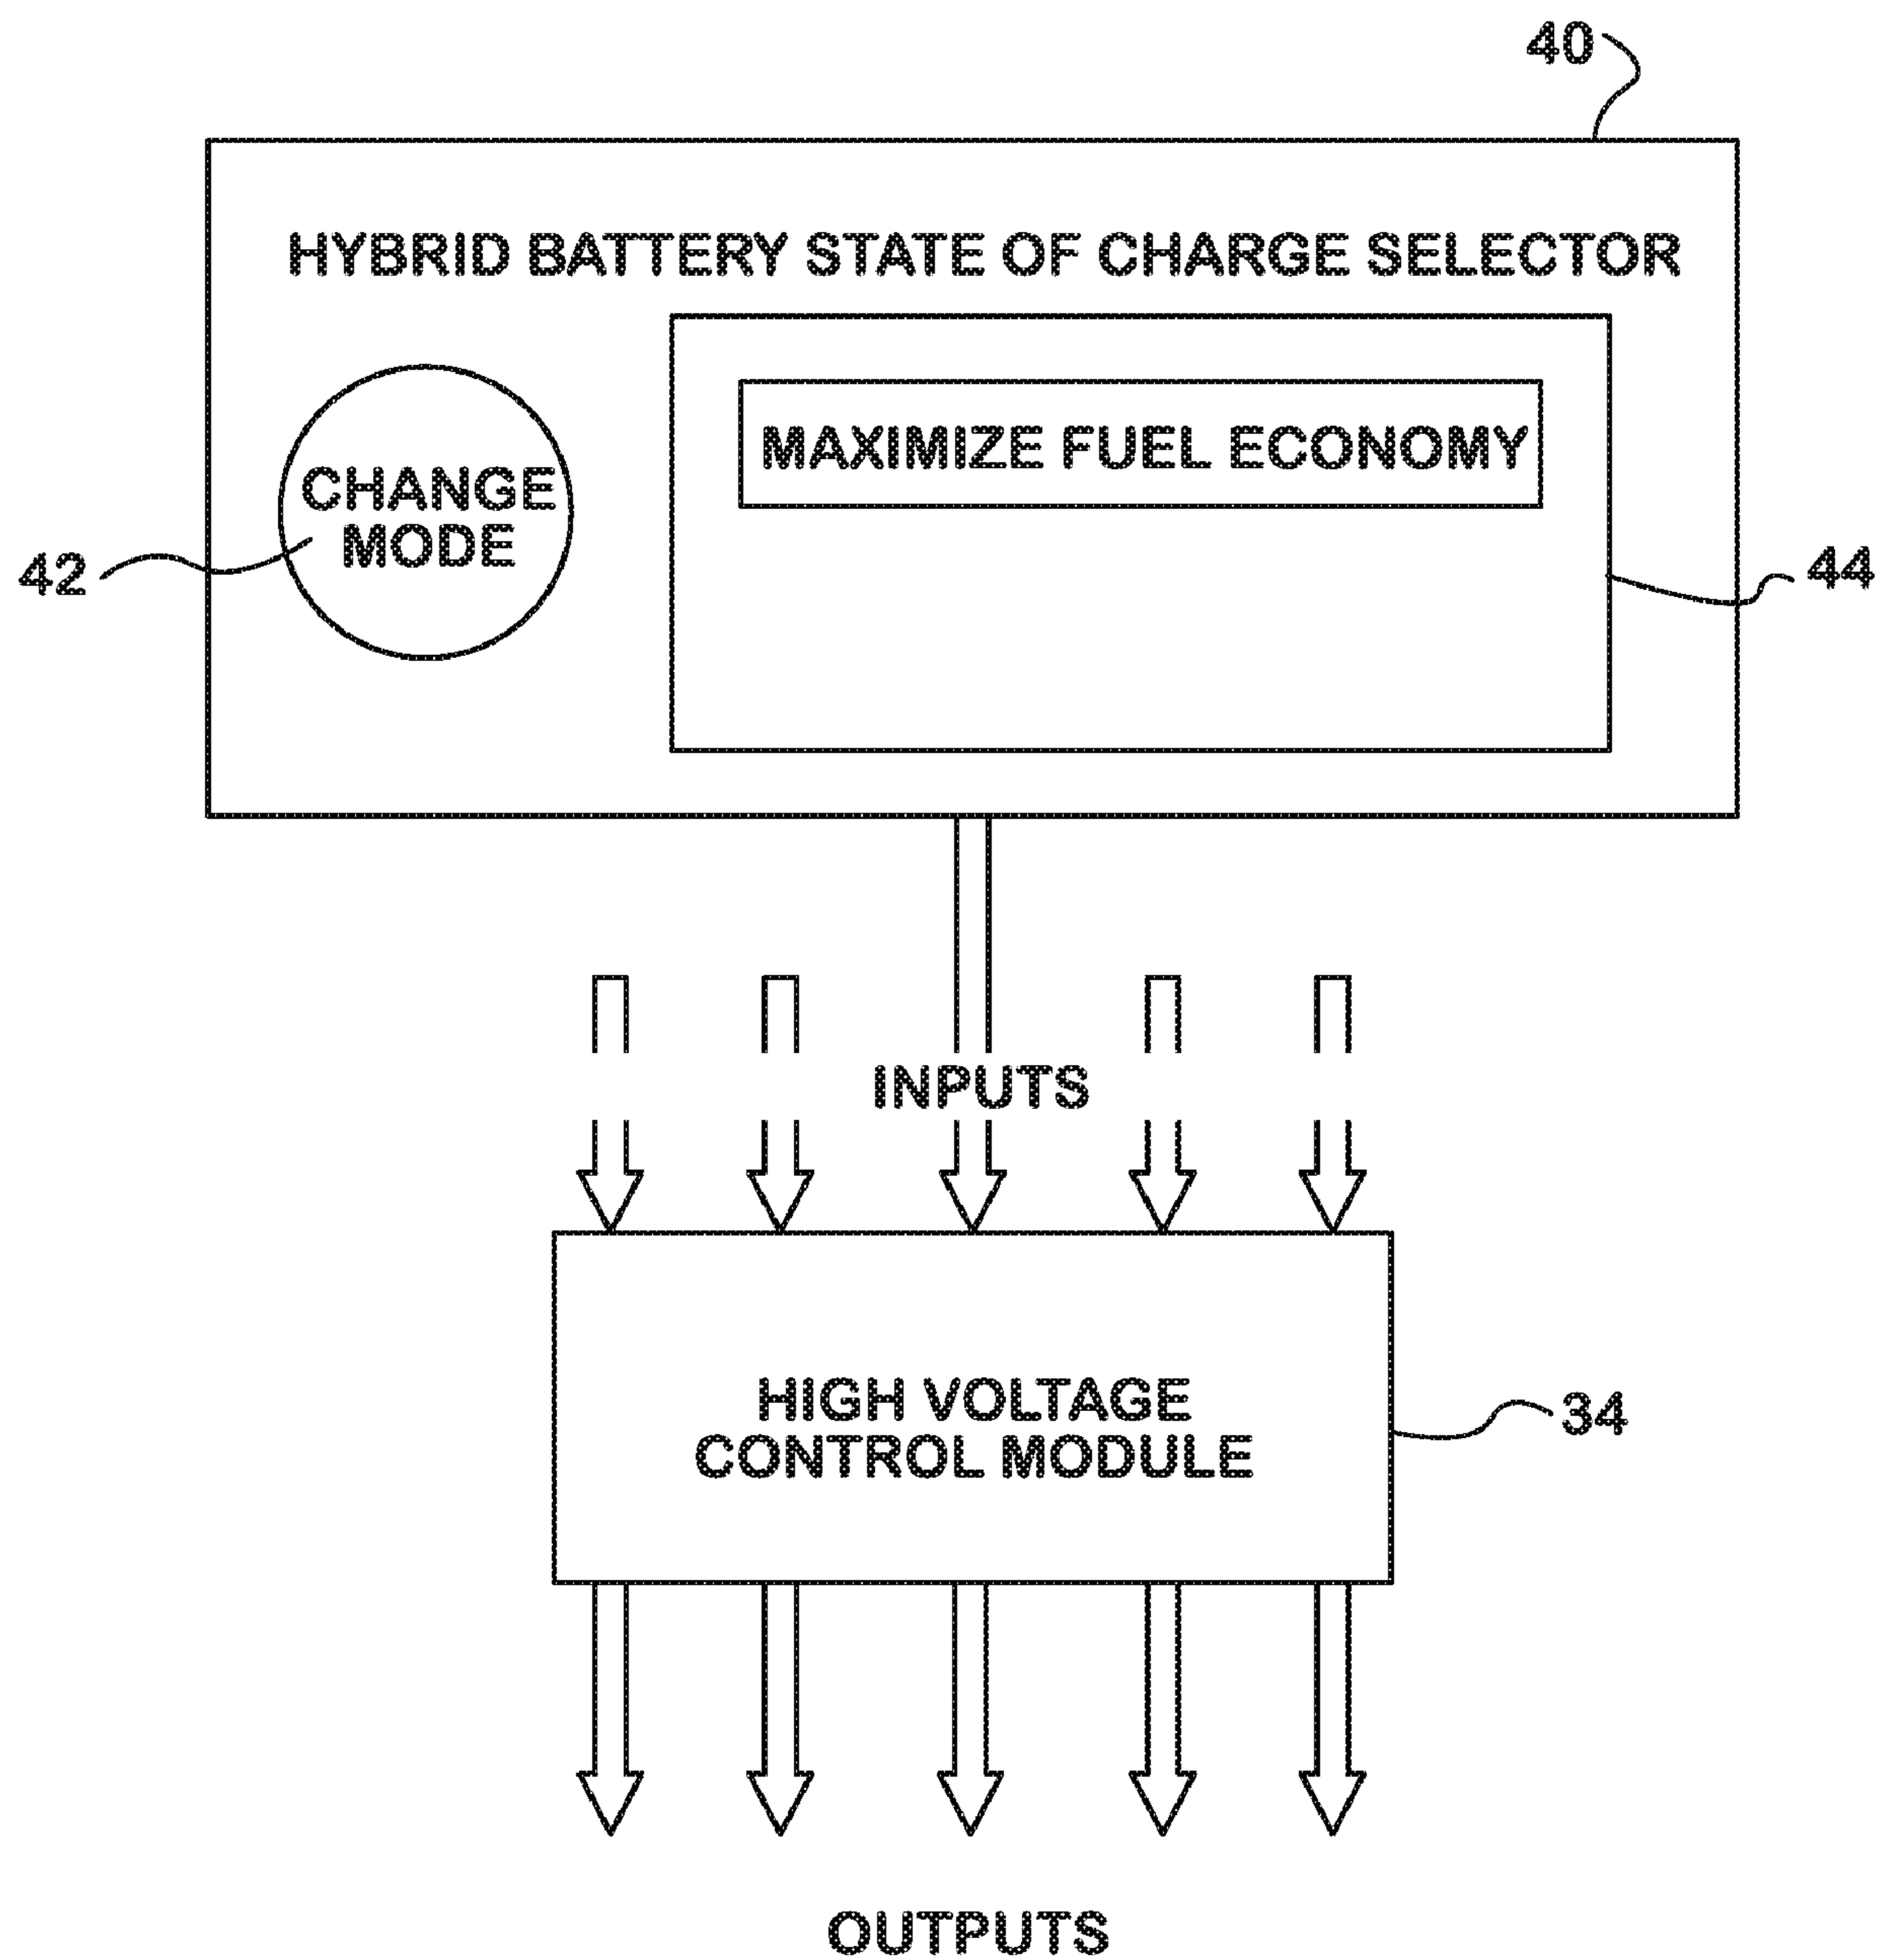 40
HYBRID BATTERY STATE OF CHARGE SELECTOR
MAXIMIZE FUEL ECONOMY
CHANGE
MODE
42
44
INPUTS
HIGH VOLTAGE
CONTROL MODULE
34
OUTPUTS